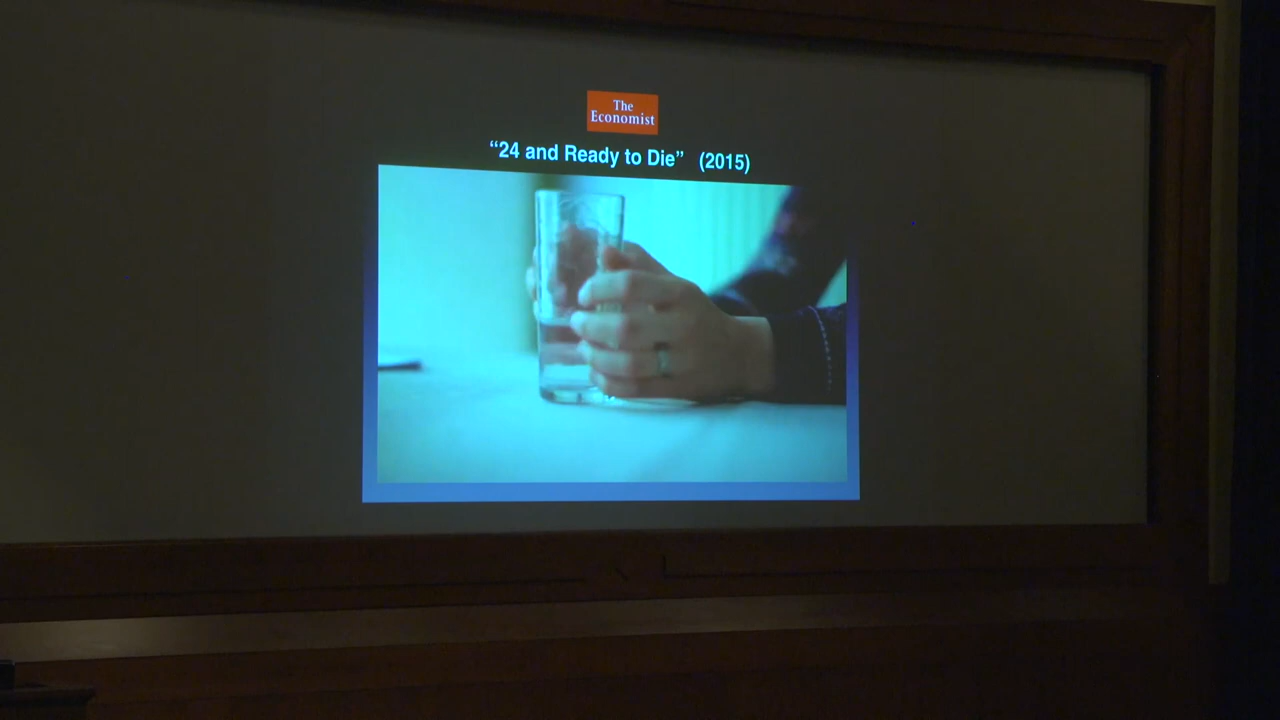 The
Economist
“24 and Ready to Die” (2015)